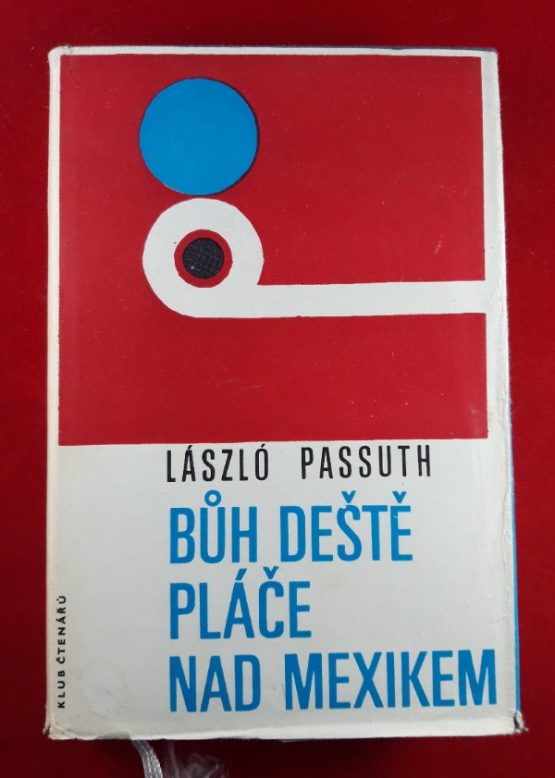 LÁSZLÓ PASSUTH
BŮH DEŠTĚ
PLÁČE
NAD MEXIKEM
KLUB ČTENÁŘŮ